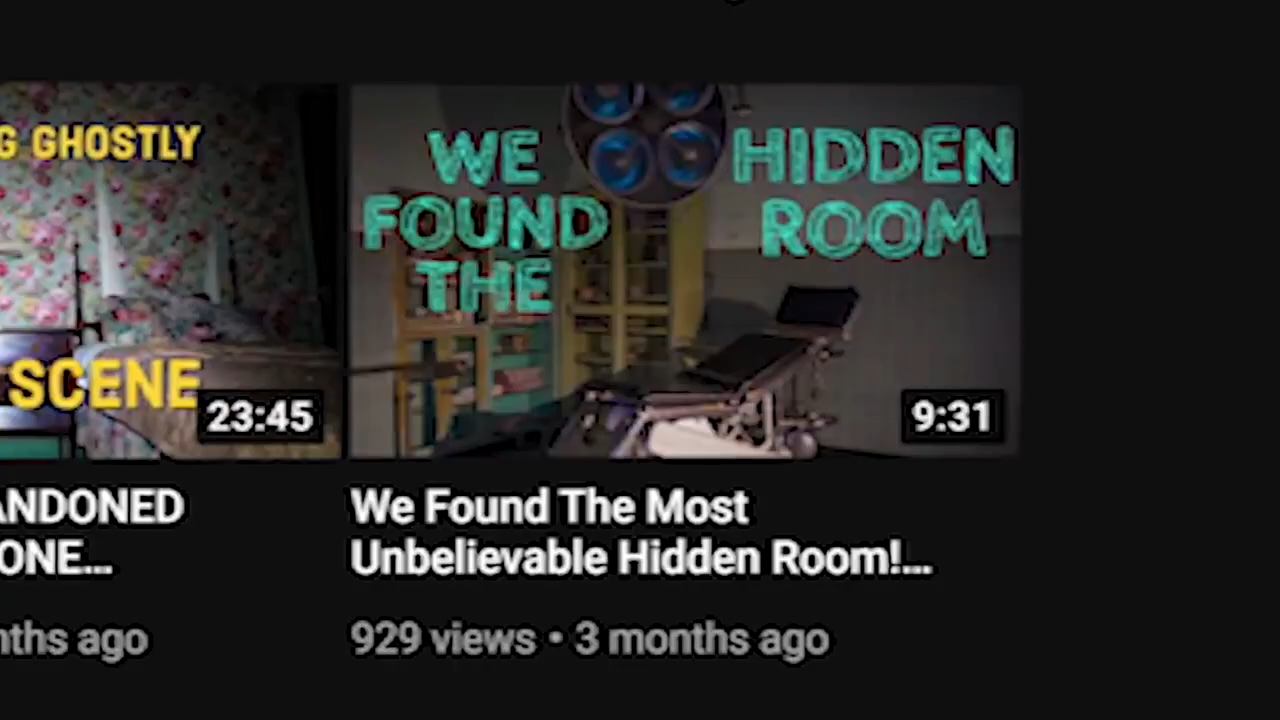 G GHOSTLY
SCENE
23:45
WE
FOUND
THE
HIDDEN
ROOM
9:31
ANDONED
ONE...
nths ago
We Found The Most
Unbelievable Hidden Room!...
929 views • 3 months ago